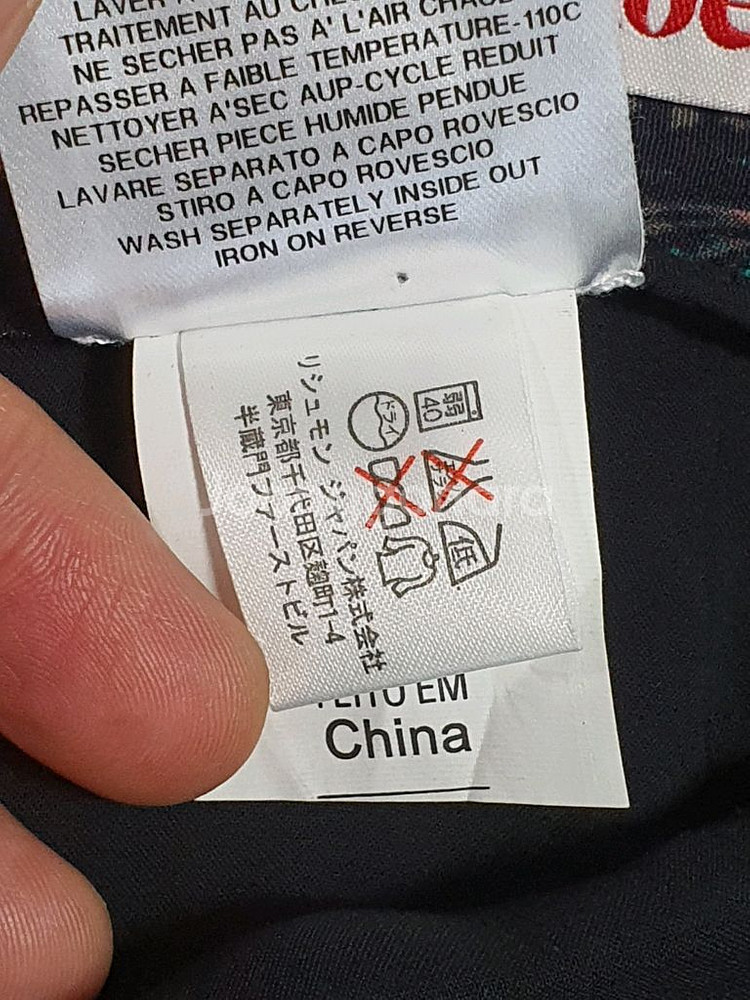 LAVER
TRAITEMENT AU
NE SECHER PAS A' L'AIR
REPASSER A FAIBLE TEMPERATURE-110C
NETTOYER A'SEC AUP-CYCLE REDUIT
SECHER PIECE HUMIDE PENDUE
LAVARE SEPARATO A CAPO ROVESCIO
STIRO A CAPO ROVESCIO
WASH SEPARATELY INSIDE OUT
IRON ON REVERSE
弱
40
低
ドライ
リシュモン ジャパン株式会社
東京都千代田区麹町1-4
半蔵門ファーストビル
EM
China